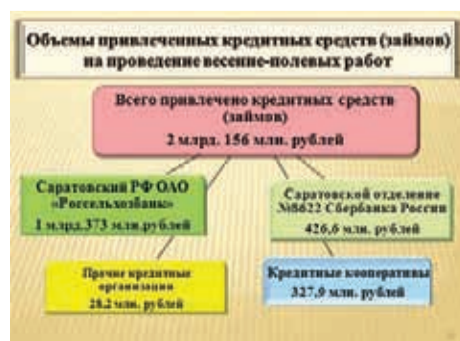 Объемы привлеченных кредитных средств (займов)
на проведение весенне-полевых работ
Всего привлечено кредитных средств
(займов)
2 млрд. 156 млн. рублей
Саратовский РФ ОАО
«Россельхозбанк»
1 млрд.373 млн.рублей
Саратовской отделение
№8622 Сбербанка России
426,6 млн. рублей
Прочие кредитные
организации
28,2 млн. рублей
Кредитные кооперативы
327,9 млн. рублей